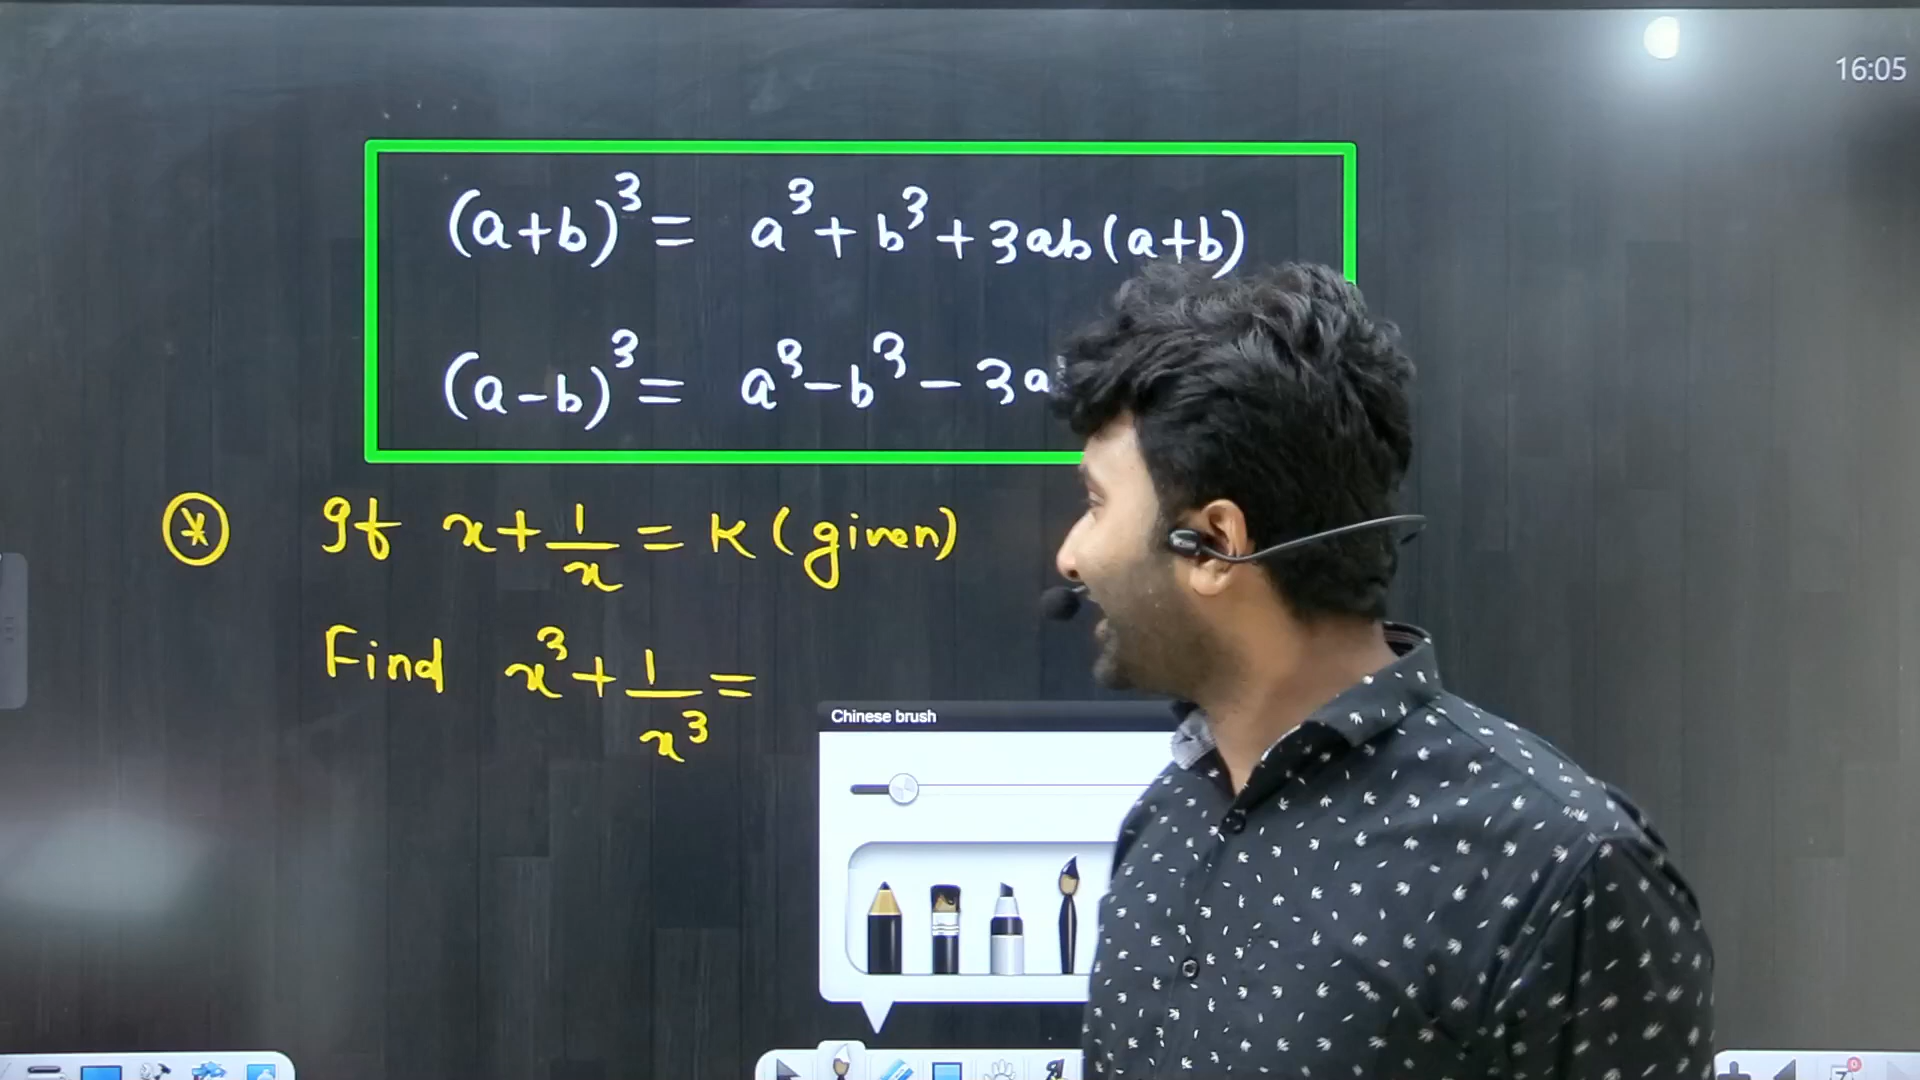 16:05
(a+b)³ = a³ + b³ + 3ab(a+b)
(a-b)³ = a³ - b³ - 3a
* If x + 1/x = K (given)
Find x³ + 1/x³ =
Chinese brush